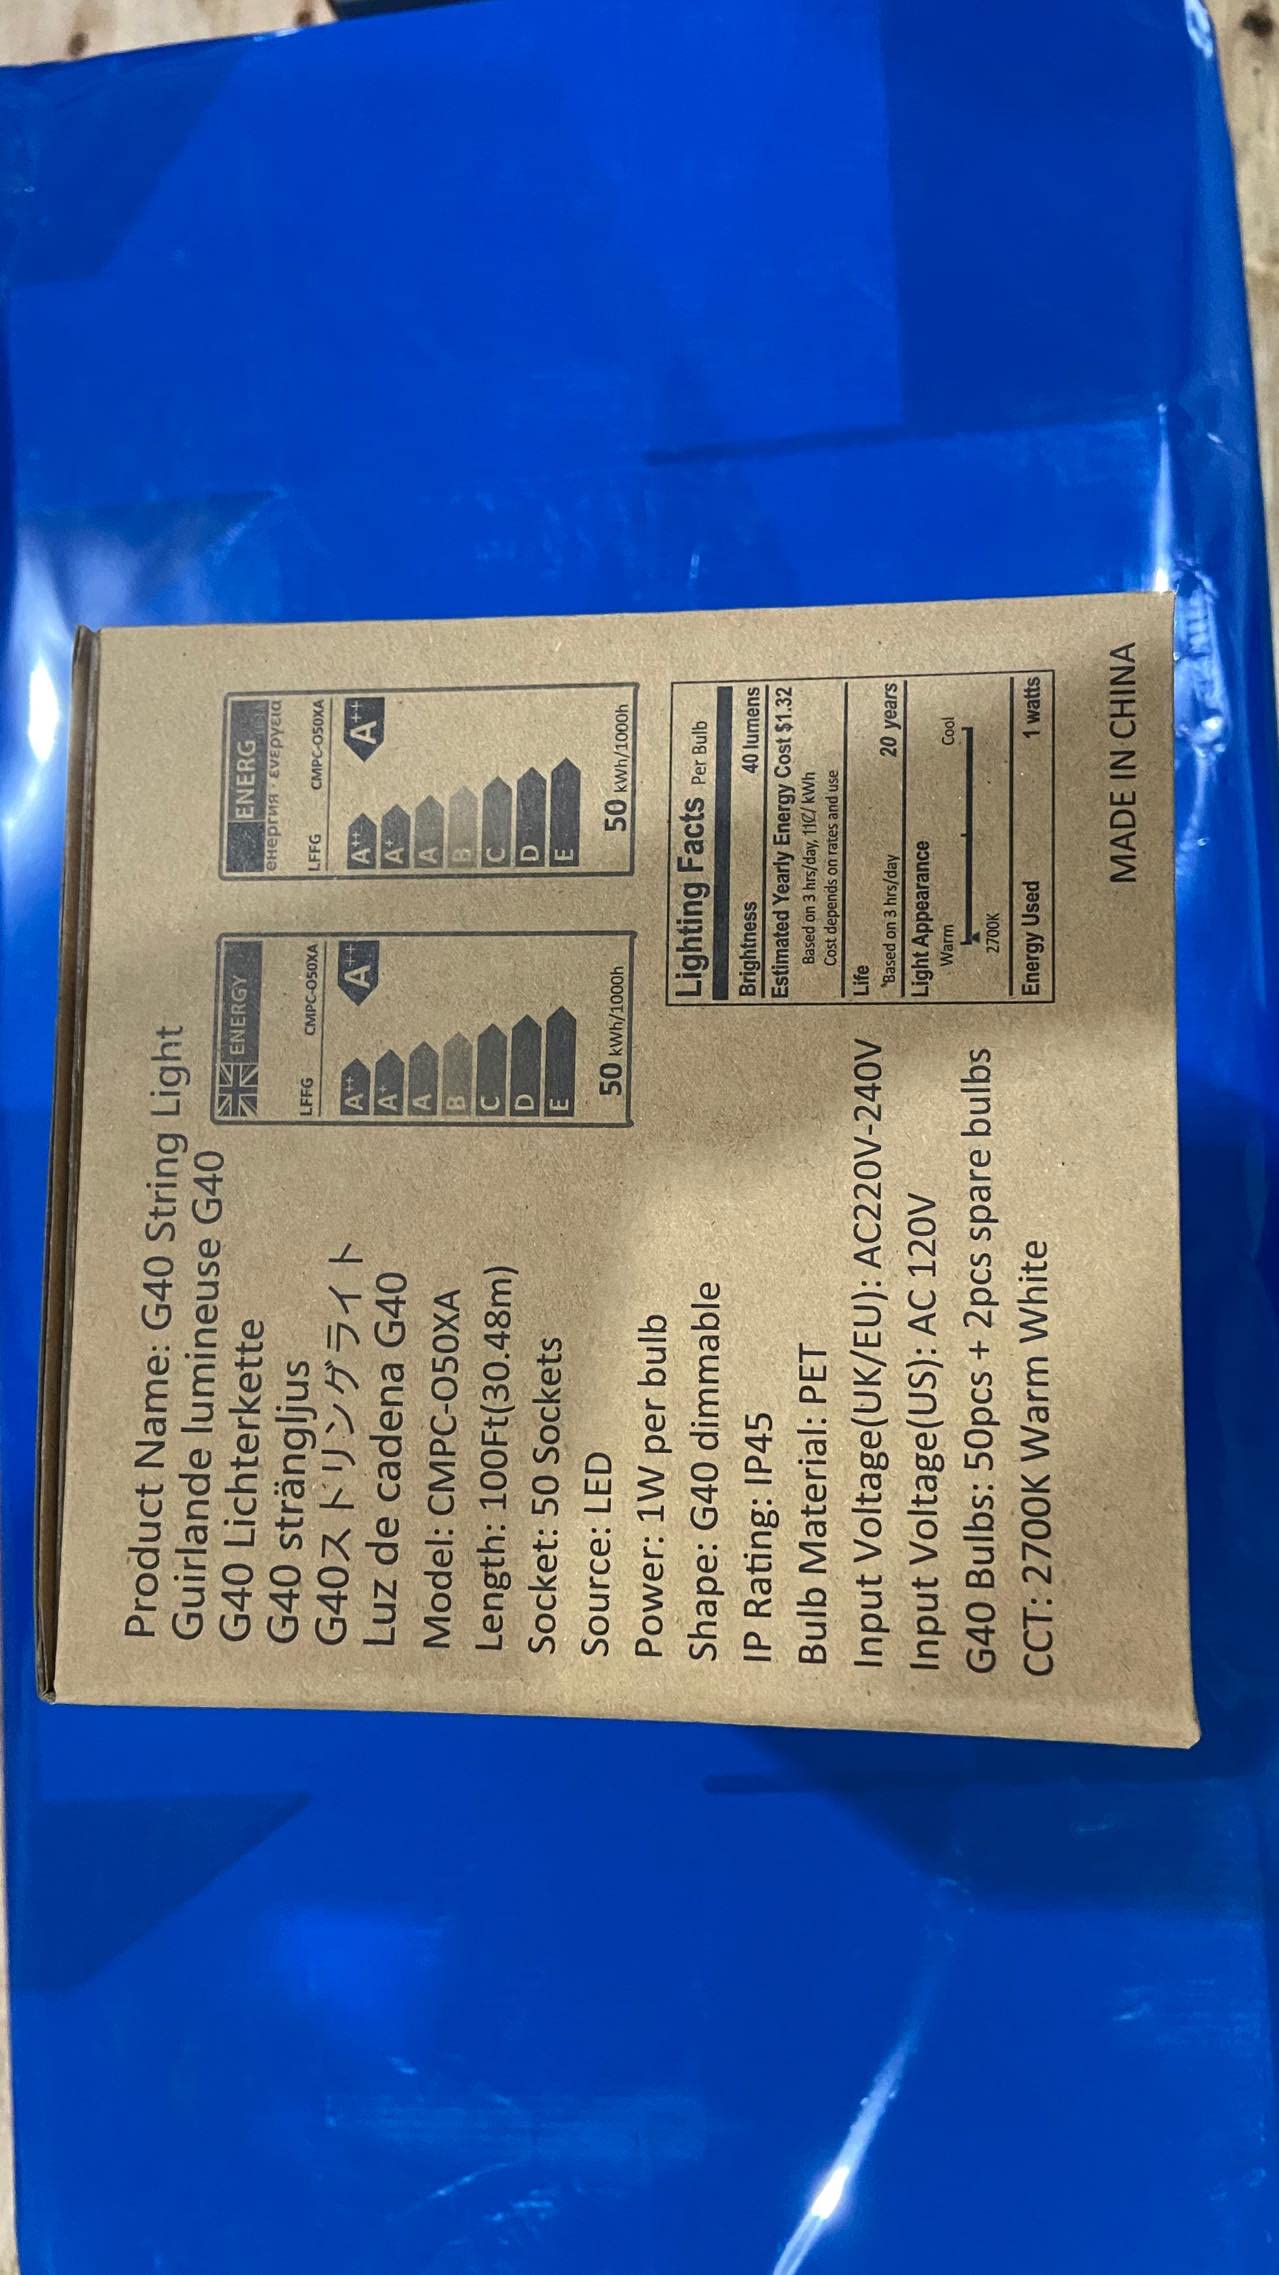 Product Name: G40 String Light
Guirlande lumineuse G40
G40 Lichterkette
G40 strängljus
G40ストリングライト
Luz de cadena G40
Model: CMPC-O50XA
Length: 100Ft(30.48m)
Socket: 50 Sockets
Source: LED
Power: 1W per bulb
Shape: G40 dimmable
IP Rating: IP45
Bulb Material: PET
Input Voltage(UK/EU): AC220V-240V
Input Voltage(US): AC 120V
G40 Bulbs: 50pcs + 2pcs spare bulbs
CCT: 2700K Warm White
ENERGY
LFFG CMPC-O50XA
A++ A++
A+
A
B
C
D
E
50 kWh/1000h
ENERG
енергия · ενεργεια
LFFG CMPC-O50XA
A++ A++
A+
A
B
C
D
E
50 kWh/1000h
Lighting Facts Per Bulb
Brightness 40 lumens
Estimated Yearly Energy Cost $1.32
Based on 3 hrs/day, 11₵/ kWh
Cost depends on rates and use
Life
*Based on 3 hrs/day 20 years
Light Appearance
Warm Cool
2700K
Energy Used 1 watts
MADE IN CHINA